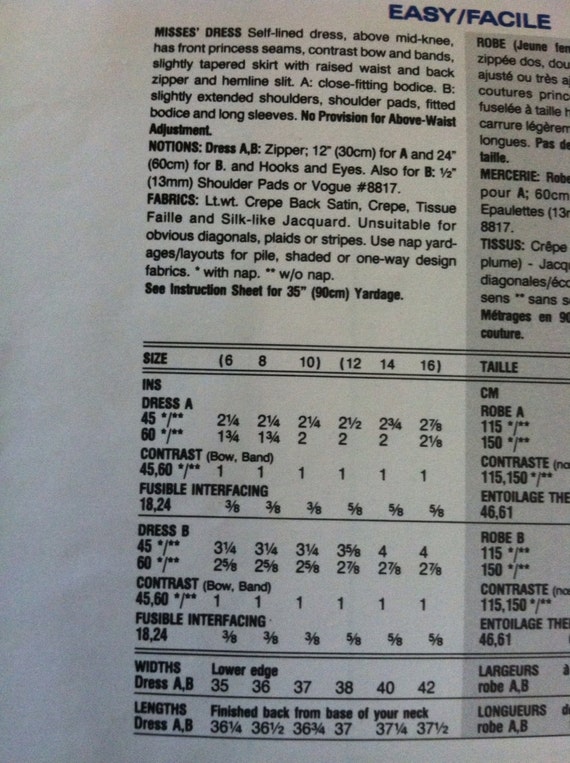 EASY/FACILE
MISSES' DRESS Self-lined dress, above mid-knee,
has front princess seams, contrast bow and bands,
slightly tapered skirt with raised waist and back
zipper and hemline slit. A: close-fitting bodice. B:
slightly extended shoulders, shoulder pads, fitted
bodice and long sleeves. No Provision for Above-Waist
Adjustment.
NOTIONS: Dress A,B: Zipper; 12" (30cm) for A and 24"
(60cm) for B. and Hooks and Eyes. Also for B: ½"
(13mm) Shoulder Pads or Vogue #8817.
FABRICS: Lt.wt. Crepe Back Satin, Crepe, Tissue
Faille and Silk-like Jacquard. Unsuitable for
obvious diagonals, plaids or stripes. Use nap yard-
ages/layouts for pile, shaded or one-way design
fabrics. * with nap. ** w/o nap.
See Instruction Sheet for 35" (90cm) Yardage.
SIZE (6 8 10) (12 14 16)
INS
DRESS A
45 */** 2¼ 2¼ 2¼ 2½ 2¾ 2⅞
60 */** 1¾ 1¾ 2 2 2 2⅛
CONTRAST (Bow, Band)
45,60 */** 1 1 1 1 1 1
FUSIBLE INTERFACING
18,24 ⅜ ⅜ ⅜ ⅝ ⅝ ⅝
DRESS B
45 */** 3¼ 3¼ 3¼ 3⅝ 4 4
60 */** 2⅝ 2⅝ 2⅝ 2⅞ 2⅞ 2⅞
CONTRAST (Bow, Band)
45,60 */** 1 1 1 1 1 1
FUSIBLE INTERFACING
18,24 ⅜ ⅜ ⅜ ⅝ ⅝ ⅝
WIDTHS Lower edge
Dress A,B 35 36 37 38 40 42
LENGTHS Finished back from base of your neck
Dress A,B 36¼ 36½ 36¾ 37 37¼ 37½
ROBE (Jeune
zippée dos,
ajusté ou très
coutures
fuselée à taille
carrure
longues. Pas
taille.
MERCERIE:
pour A; 60cm
Epaulettes (13
8817.
TISSUS: Crêpe
plume) -
sens ** sans
Métrages en 90
couture.
TAILLE
CM
ROBE A
115 */**
150 */**
CONTRASTE
115,150 */**
ENTOILAGE
46,61
ROBE B
115 */**
150 */**
CONTRASTE
115,150 */**
ENTOILAGE
46,61
LARGEURS à
robe A,B
LONGUEURS
robe A,B